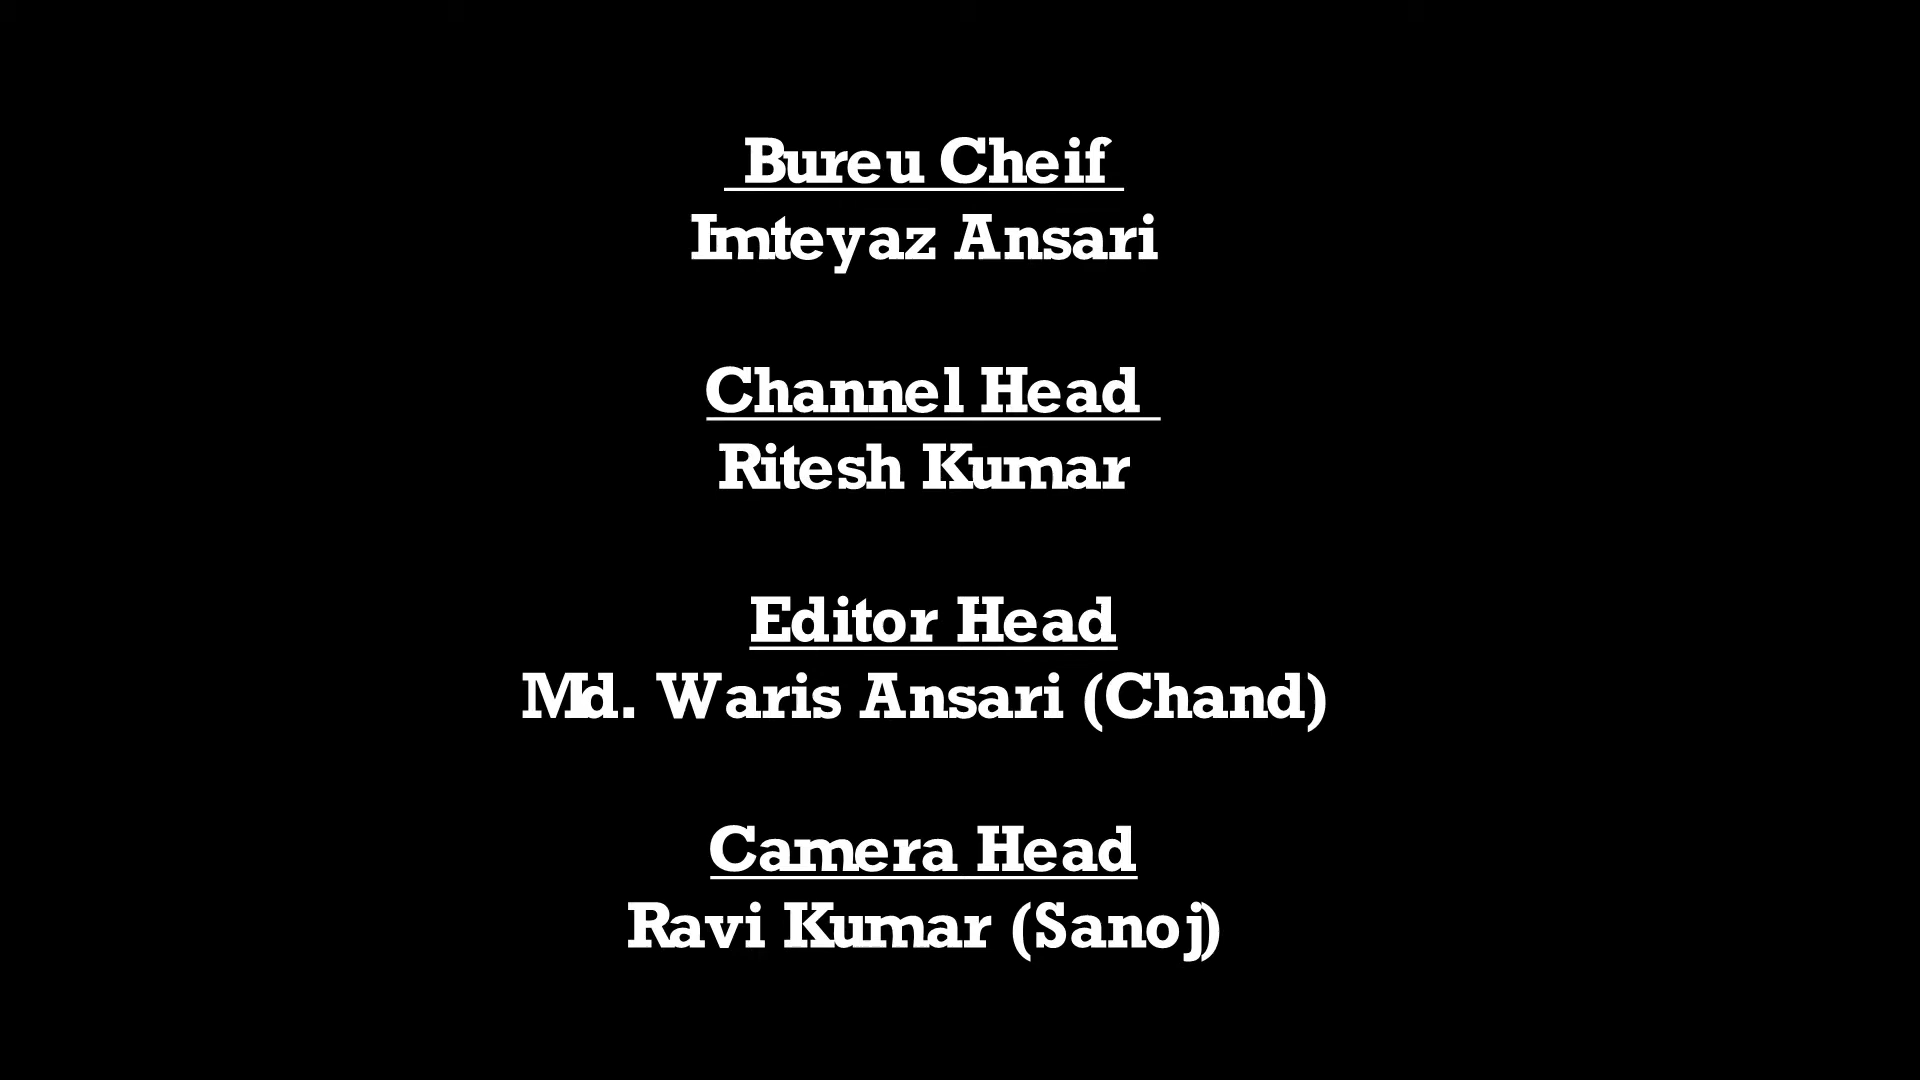 Bureu Cheif
Imteyaz Ansari
Channel Head
Ritesh Kumar
Editor Head
Md. Waris Ansari (Chand)
Camera Head
Ravi Kumar (Sanoj)